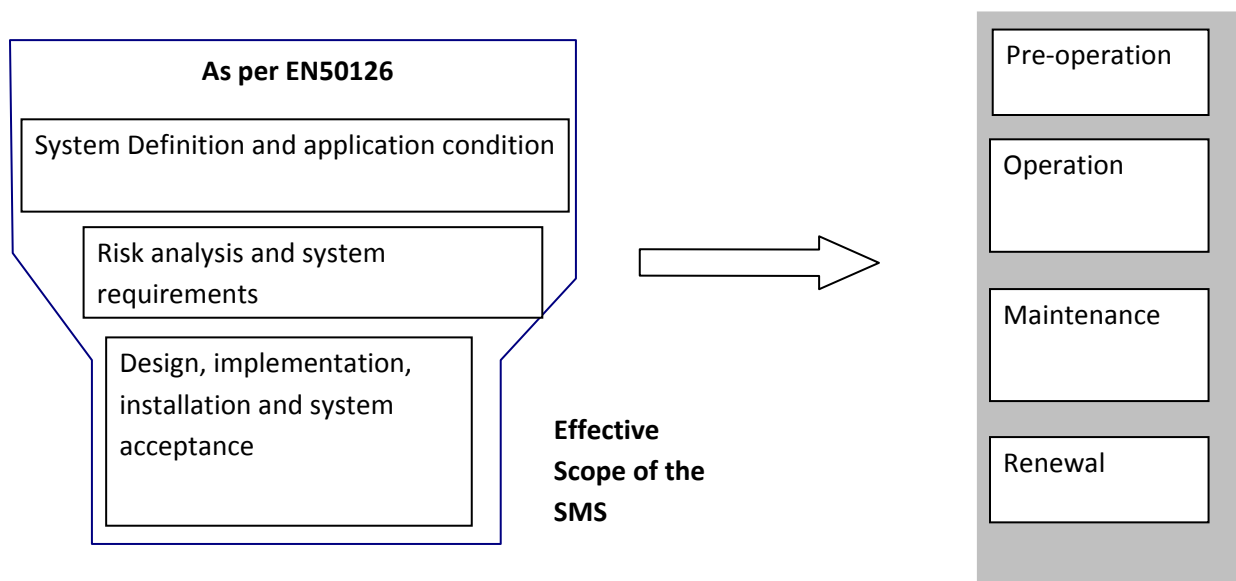 As per EN50126
System Definition and application condition
Risk analysis and system
requirements
Design, implementation,
installation and system
acceptance
Effective
Scope of the
SMS
Pre-operation
Operation
Maintenance
Renewal